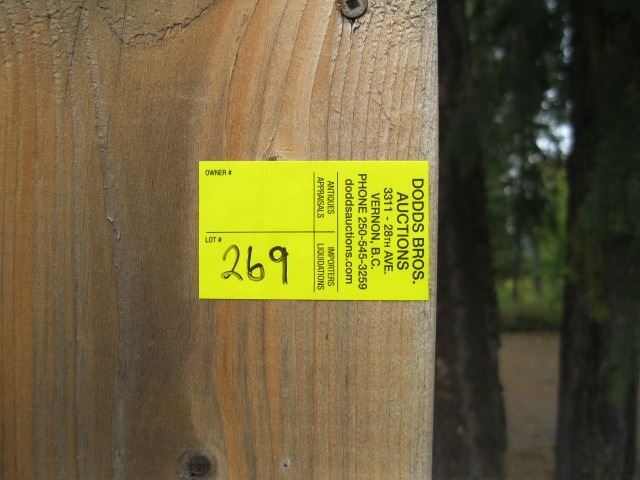 DODDS BROS.
AUCTIONS
3311 - 28TH AVE.
VERNON, B.C.
PHONE 250-545-3259
doddsauctions.com
ANTIQUES IMPORTERS
APPRAISALS LIQUIDATIONS
OWNER #
LOT #
269